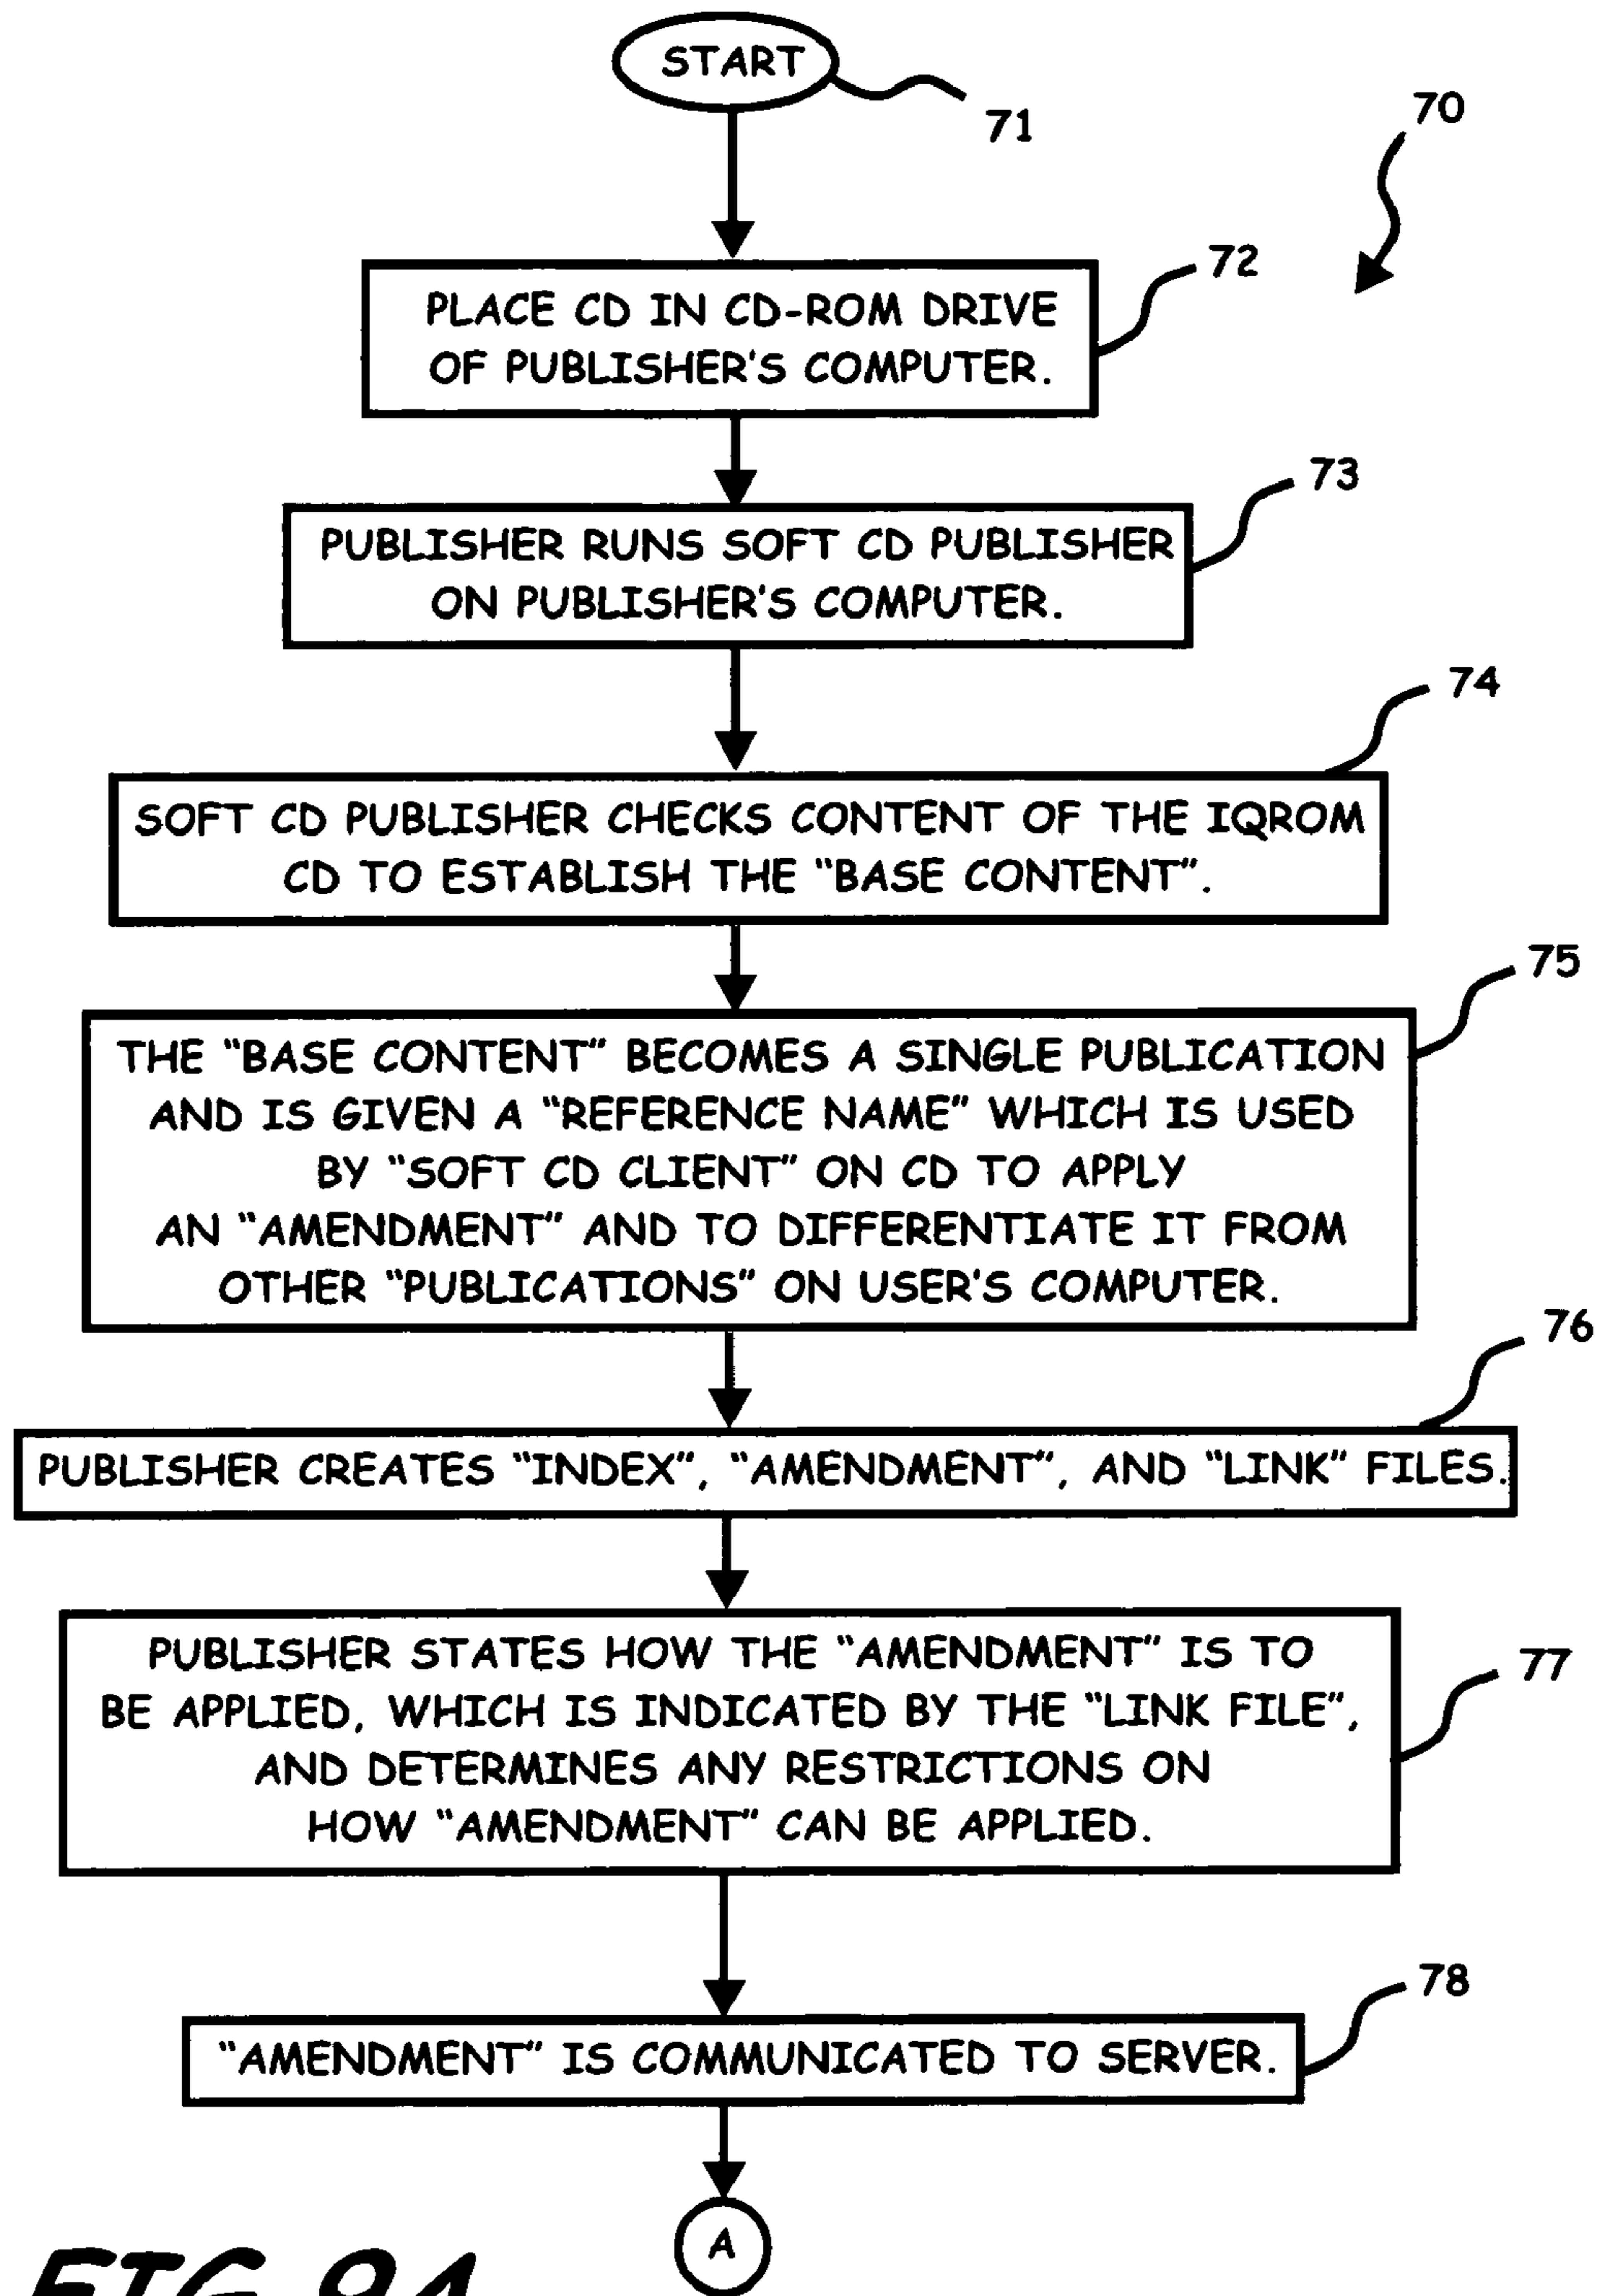 START
71
70
PLACE CD IN CD-ROM DRIVE
OF PUBLISHER'S COMPUTER.
72
PUBLISHER RUNS SOFT CD PUBLISHER
ON PUBLISHER'S COMPUTER.
73
SOFT CD PUBLISHER CHECKS CONTENT OF THE IQROM
CD TO ESTABLISH THE "BASE CONTENT".
74
THE "BASE CONTENT" BECOMES A SINGLE PUBLICATION
AND IS GIVEN A "REFERENCE NAME" WHICH IS USED
BY "SOFT CD CLIENT" ON CD TO APPLY
AN "AMENDMENT" AND TO DIFFERENTIATE IT FROM
OTHER "PUBLICATIONS" ON USER'S COMPUTER.
75
PUBLISHER CREATES "INDEX", "AMENDMENT", AND "LINK" FILES.
76
PUBLISHER STATES HOW THE "AMENDMENT" IS TO
BE APPLIED, WHICH IS INDICATED BY THE "LINK FILE",
AND DETERMINES ANY RESTRICTIONS ON
HOW "AMENDMENT" CAN BE APPLIED.
77
"AMENDMENT" IS COMMUNICATED TO SERVER.
78
A
FIG.